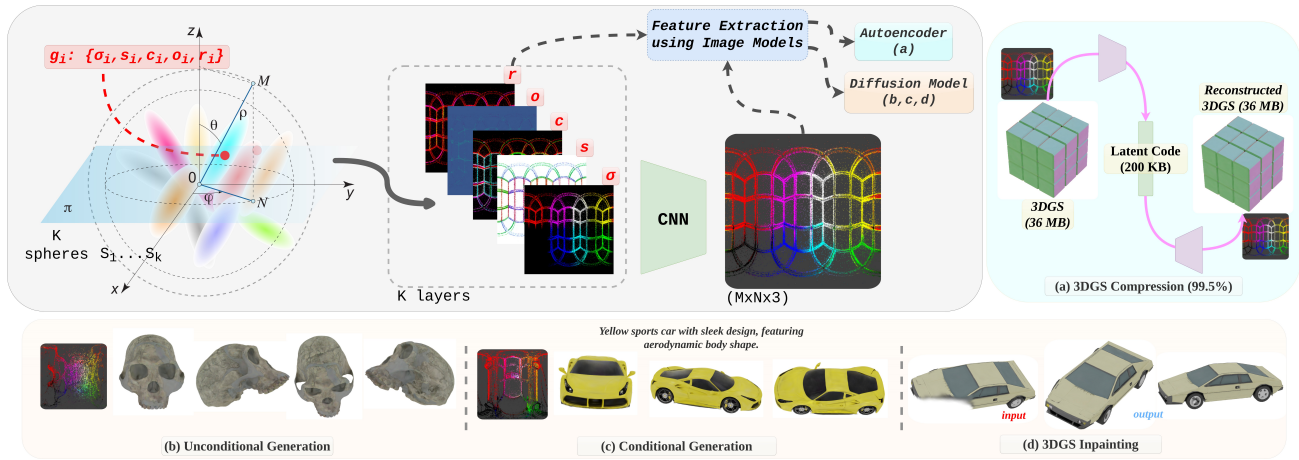 g_i: {σ_i,s_i,c_i,o_i,r_i}
z
M
ρ
θ
0
φ
N
y
π
x
K
spheres S_1...S_k
r
o
c
s
σ
K layers
CNN
(MxNx3)
Feature Extraction
using Image Models
Autoencoder
(a)
Diffusion Model
(b,c,d)
3DGS
(36 MB)
Latent Code
(200 KB)
Reconstructed
3DGS (36 MB)
(a) 3DGS Compression (99.5%)
(b) Unconditional Generation
Yellow sports car with sleek design, featuring
aerodynamic body shape.
(c) Conditional Generation
input
output
(d) 3DGS Inpainting